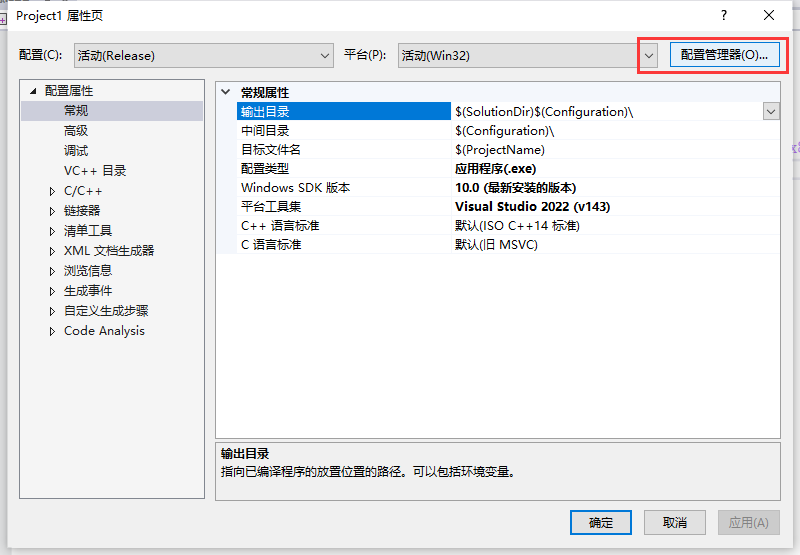 Project1 属性页
?
配置(C): 活动(Release) 平台(P): 活动(Win32) 配置管理器(O)...
配置属性
常规
高级
调试
VC++ 目录
C/C++
链接器
清单工具
XML 文档生成器
浏览信息
生成事件
自定义生成步骤
Code Analysis
常规属性
输出目录 $(SolutionDir)$(Configuration)\
中间目录 $(Configuration)\
目标文件名 $(ProjectName)
配置类型 应用程序(.exe)
Windows SDK 版本 10.0 (最新安装的版本)
平台工具集 Visual Studio 2022 (v143)
C++ 语言标准 默认(ISO C++14 标准)
C 语言标准 默认(旧 MSVC)
输出目录
指向已编译程序的放置位置的路径。可以包括环境变量。
确定 取消 应用(A)